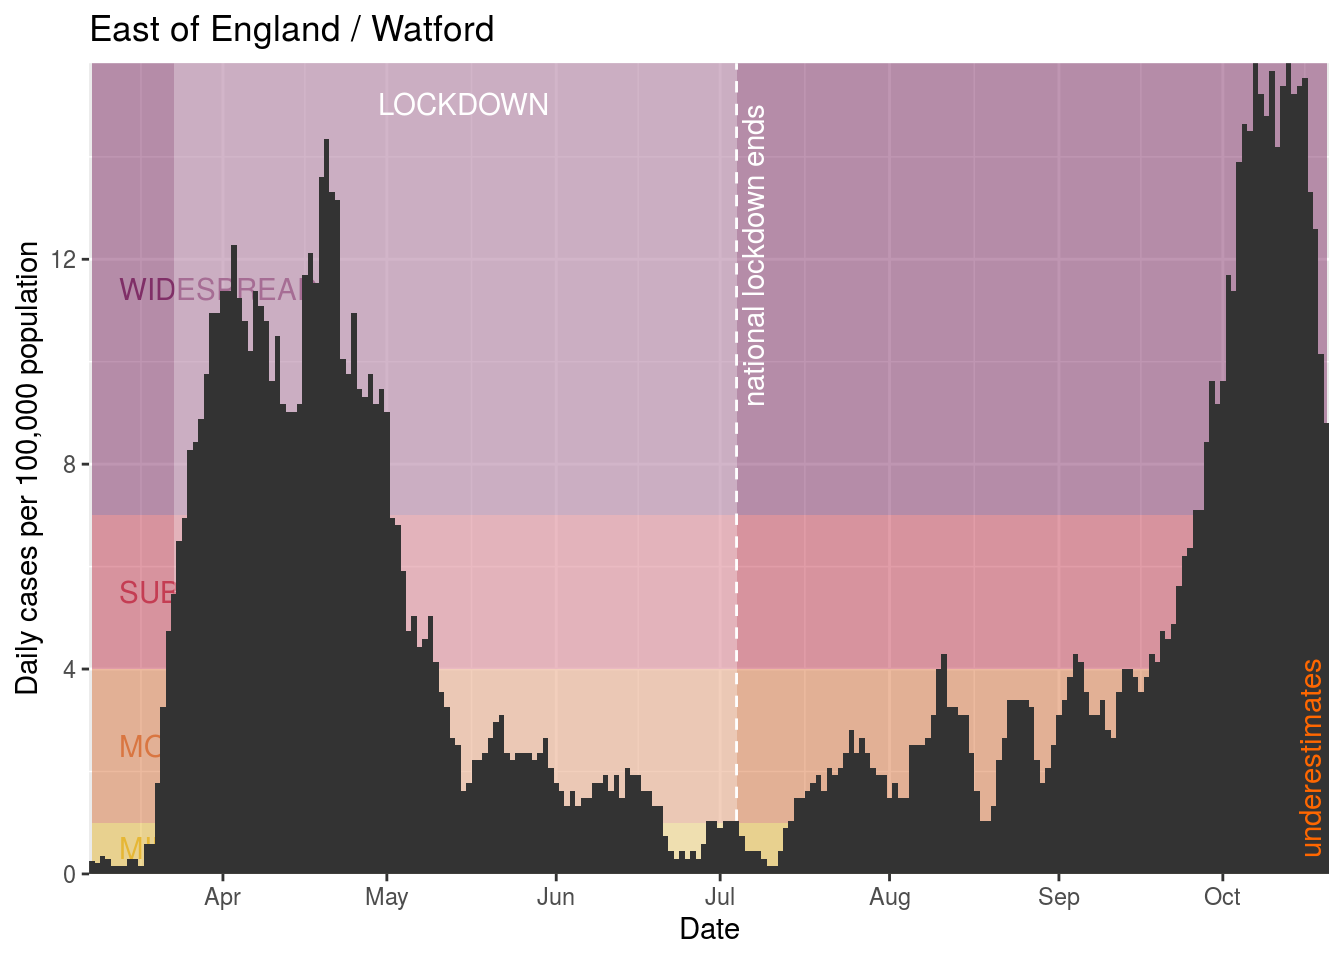 East of England / Watford
LOCKDOWN
national lockdown ends
WIDESPREAD
underestimates
Daily cases per 100,000 population
12
8
4
0
Apr May Jun Jul Aug Sep Oct
Date